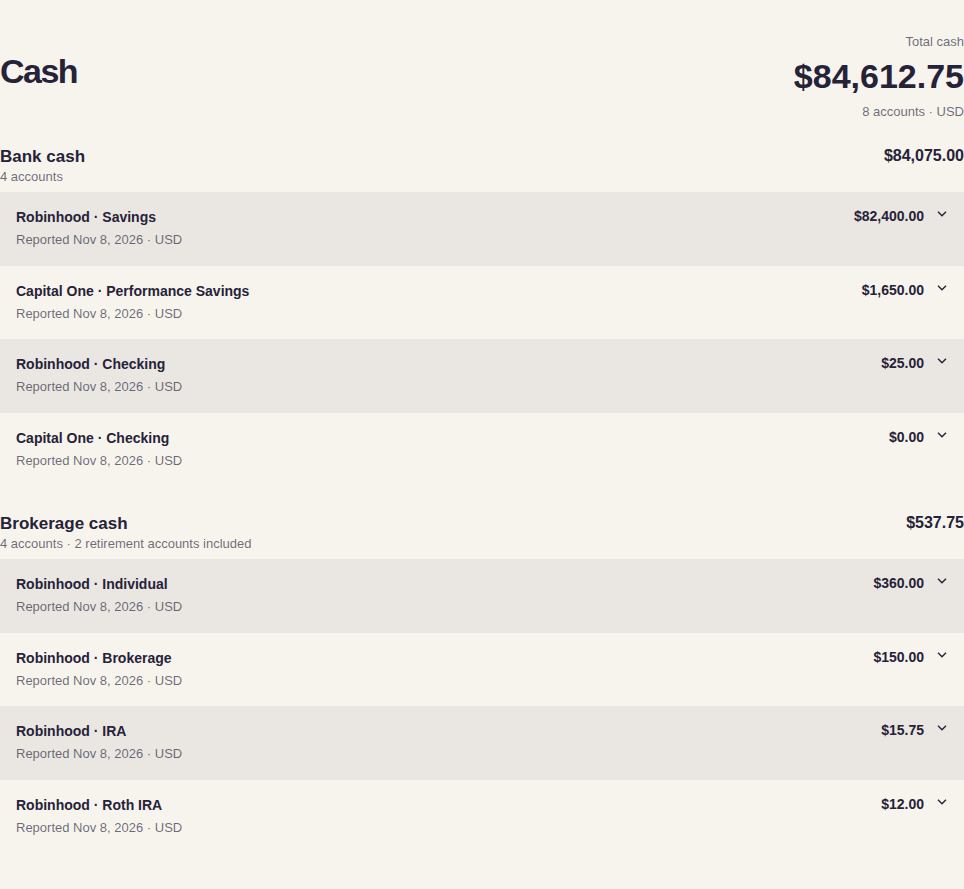 Total cash
Cash
$84,612.75
8 accounts · USD
Bank cash
$84,075.00
4 accounts
Robinhood · Savings
$82,400.00
Reported Nov 8, 2026 · USD
Capital One · Performance Savings
$1,650.00
Reported Nov 8, 2026 · USD
Robinhood · Checking
$25.00
Reported Nov 8, 2026 · USD
Capital One · Checking
$0.00
Reported Nov 8, 2026 · USD
Brokerage cash
$537.75
4 accounts · 2 retirement accounts included
Robinhood · Individual
$360.00
Reported Nov 8, 2026 · USD
Robinhood · Brokerage
$150.00
Reported Nov 8, 2026 · USD
Robinhood · IRA
$15.75
Reported Nov 8, 2026 · USD
Robinhood · Roth IRA
$12.00
Reported Nov 8, 2026 · USD